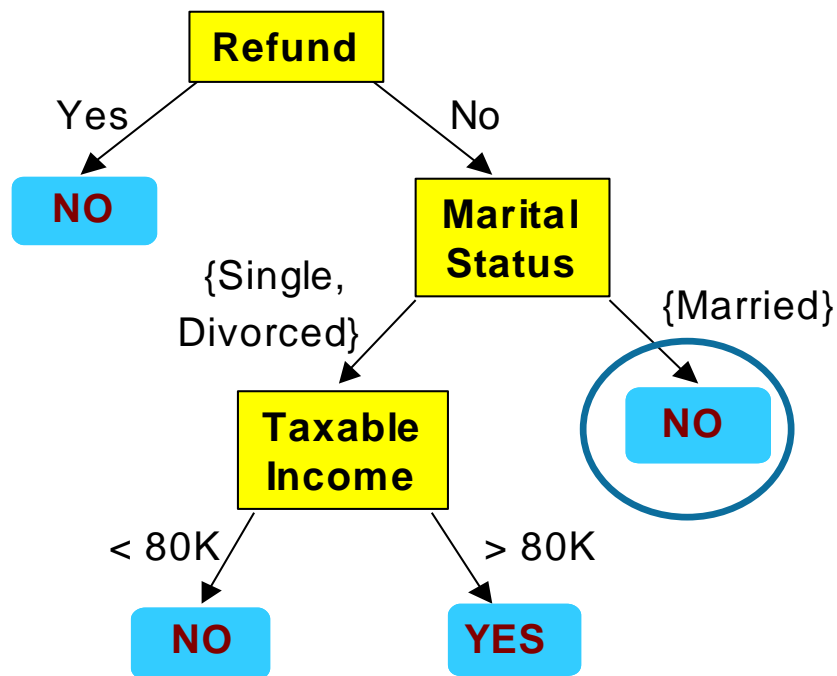 Refund
Yes
No
NO
Marital
Status
{Single,
Divorced}
{Married}
Taxable
Income
NO
< 80K
> 80K
NO
YES